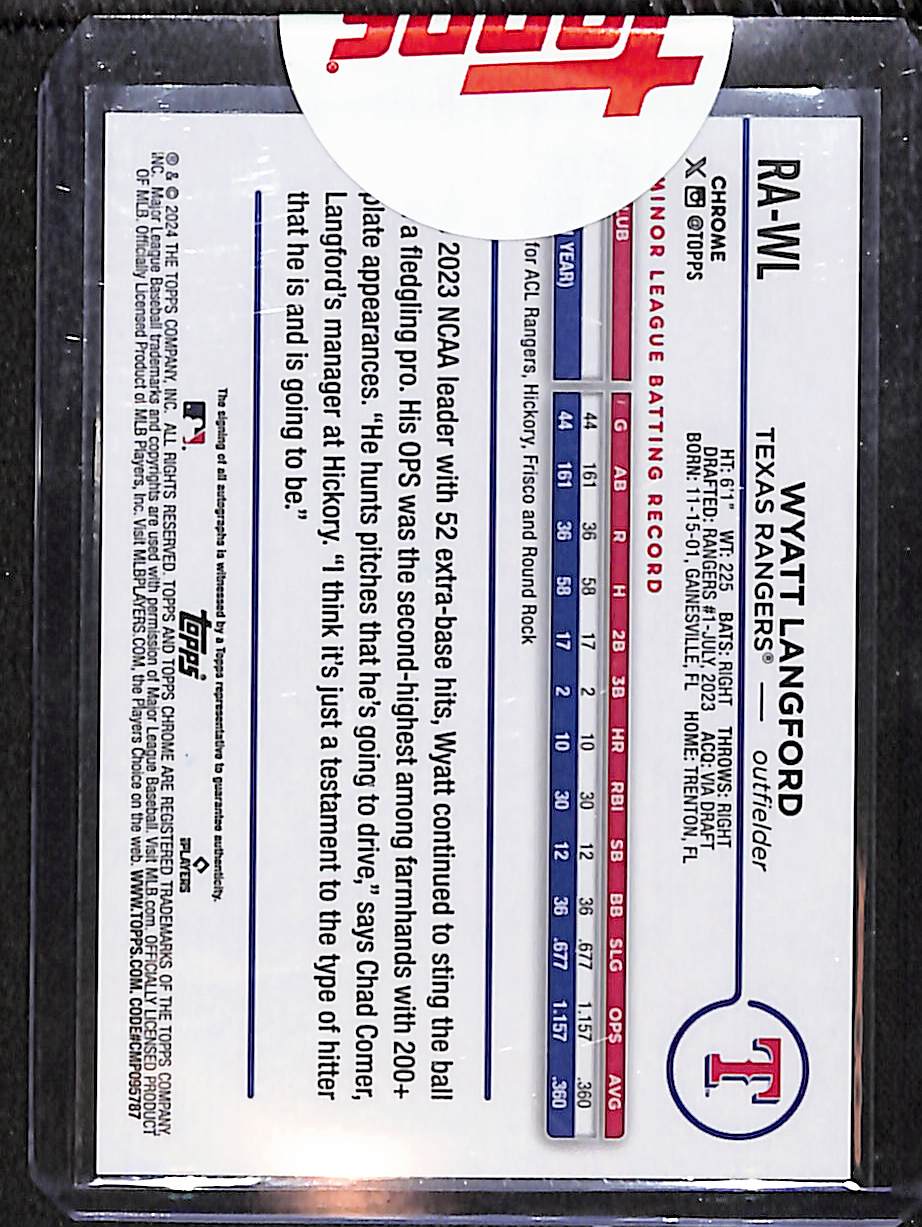 topps
RA-WL
CHROME
X @TOPPS
WYATT LANGFORD
TEXAS RANGERS® — outfielder
HT: 6'1" WT: 225 BATS: RIGHT THROWS: RIGHT
DRAFTED: RANGERS #1-JULY, 2023 ACQ: VIA DRAFT
BORN: 11-15-01, GAINESVILLE, FL HOME: TRENTON, FL
T
MINOR LEAGUE BATTING RECORD
LUB G AB R H 2B 3B HR RBI SB BB SLG OPS AVG
44 161 36 58 17 2 10 30 12 36 .677 1.157 .360
YEAR) 44 161 36 58 17 2 10 30 12 36 .677 1.157 .360
for ACL Rangers, Hickory, Frisco and Round Rock
2023 NCAA leader with 52 extra-base hits, Wyatt continued to sting the ball
a fledgling pro. His OPS was the second-highest among farmhands with 200+
plate appearances. “He hunts pitches that he's going to drive,” says Chad Comer,
Langford's manager at Hickory. “I think it's just a testament to the type of hitter
that he is and is going to be.”
The signing of all autographs is witnessed by a Topps representative to guarantee authenticity.
topps
PLAYERS
® & © 2024 THE TOPPS COMPANY, INC. ALL RIGHTS RESERVED. TOPPS AND TOPPS CHROME ARE REGISTERED TRADEMARKS OF THE TOPPS COMPANY,
INC. Major League Baseball trademarks and copyrights are used with permission of Major League Baseball. Visit MLB.com. OFFICIALLY LICENSED PRODUCT
OF MLB. Officially Licensed Product of MLB Players, Inc. Visit MLBPLAYERS.COM, the Players Choice on the web. WWW.TOPPS.COM. CODE#CMP095787